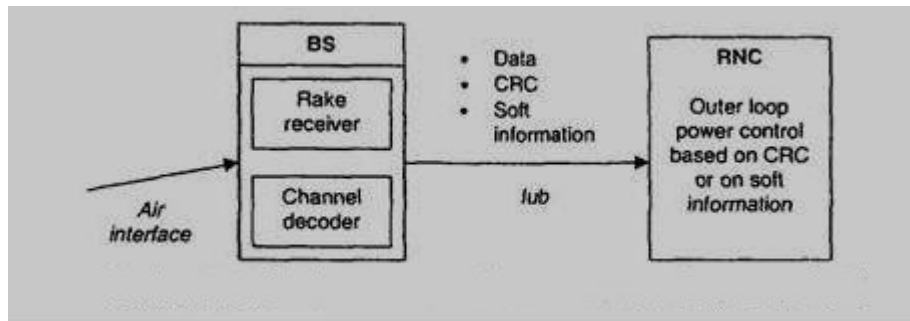 BS
Rake
receiver
Channel
decoder
Air
interface
• Data
• CRC
• Soft
information
Iub
RNC
Outer loop
power control
based on CRC
or on soft
information